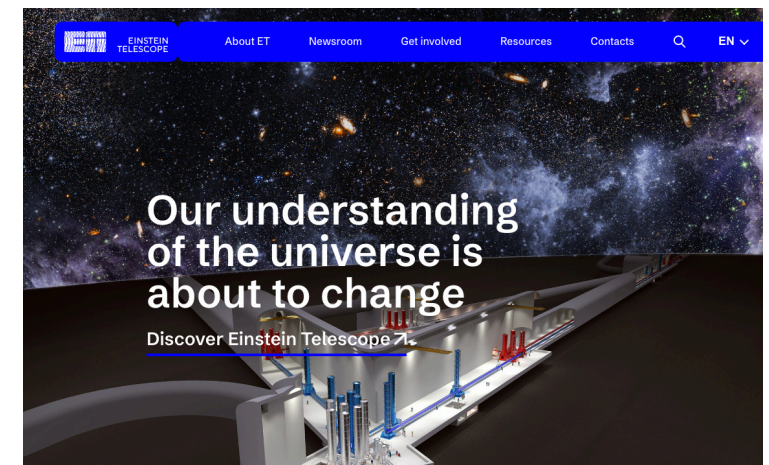 ET EINSTEIN
TELESCOPE
About ET Newsroom Get involved Resources Contacts EN
Our understanding
of the universe is
about to change
Discover Einstein Telescope